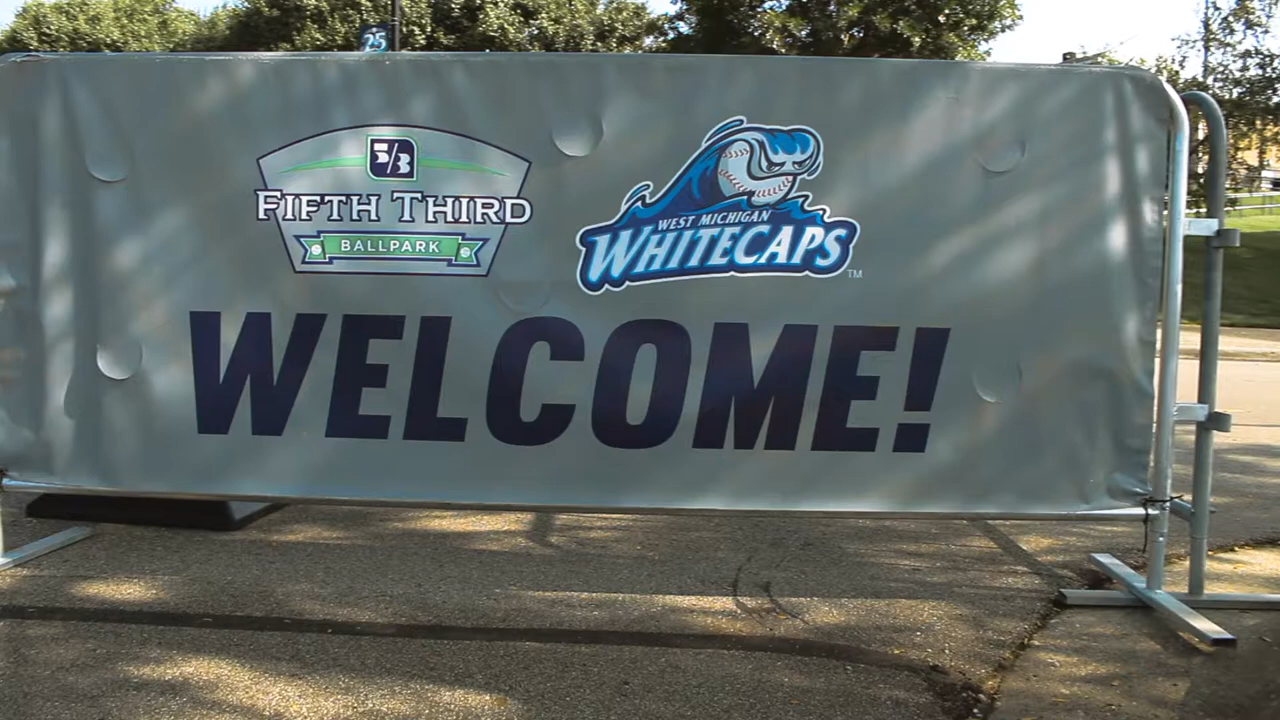 25
5/3
FIFTH THIRD
BALLPARK
WEST MICHIGAN
WHITECAPS
TM
WELCOME!